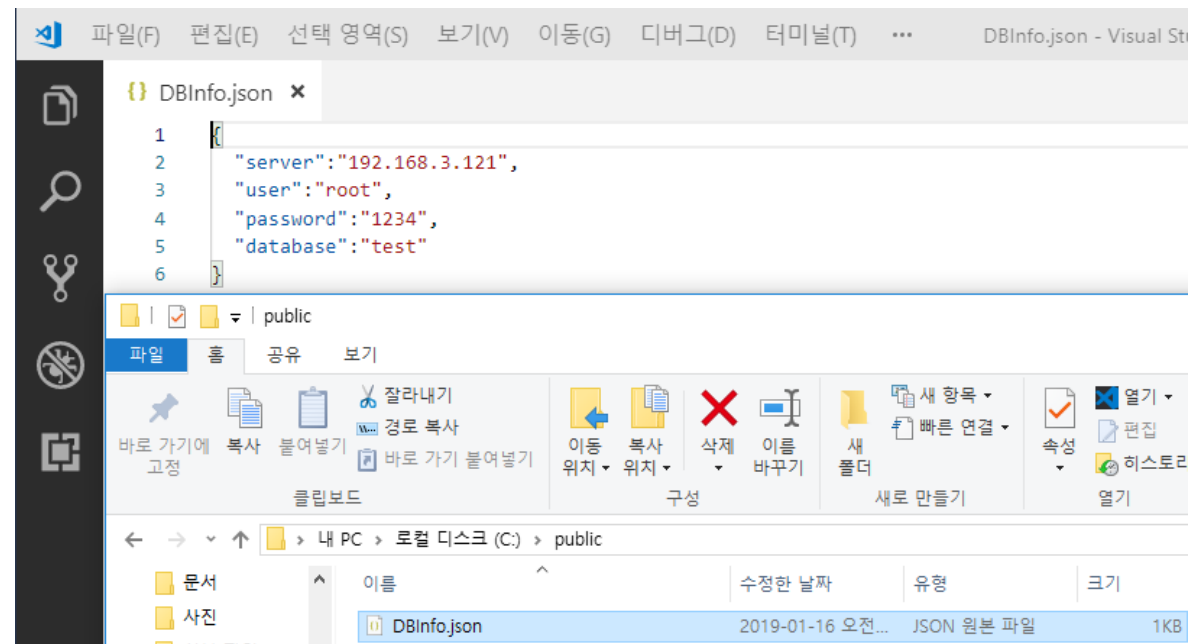 파일(F) 편집(E) 선택 영역(S) 보기(V) 이동(G) 디버그(D) 터미널(T) ••• DBInfo.json - Visual Stu
{} DBInfo.json ×
1 {
2 "server":"192.168.3.121",
3 "user":"root",
4 "password":"1234",
5 "database":"test"
6 }
public
파일 홈 공유 보기
바로 가기에 고정
복사
붙여넣기
잘라내기
경로 복사
바로 가기 붙여넣기
클립보드
이동 위치
복사 위치
삭제
이름 바꾸기
구성
새 폴더
새 항목
빠른 연결
새로 만들기
속성
열기
편집
히스토리
열기
내 PC > 로컬 디스크 (C:) > public
문서
사진
이름 수정한 날짜 유형 크기
DBInfo.json 2019-01-16 오전... JSON 원본 파일 1KB